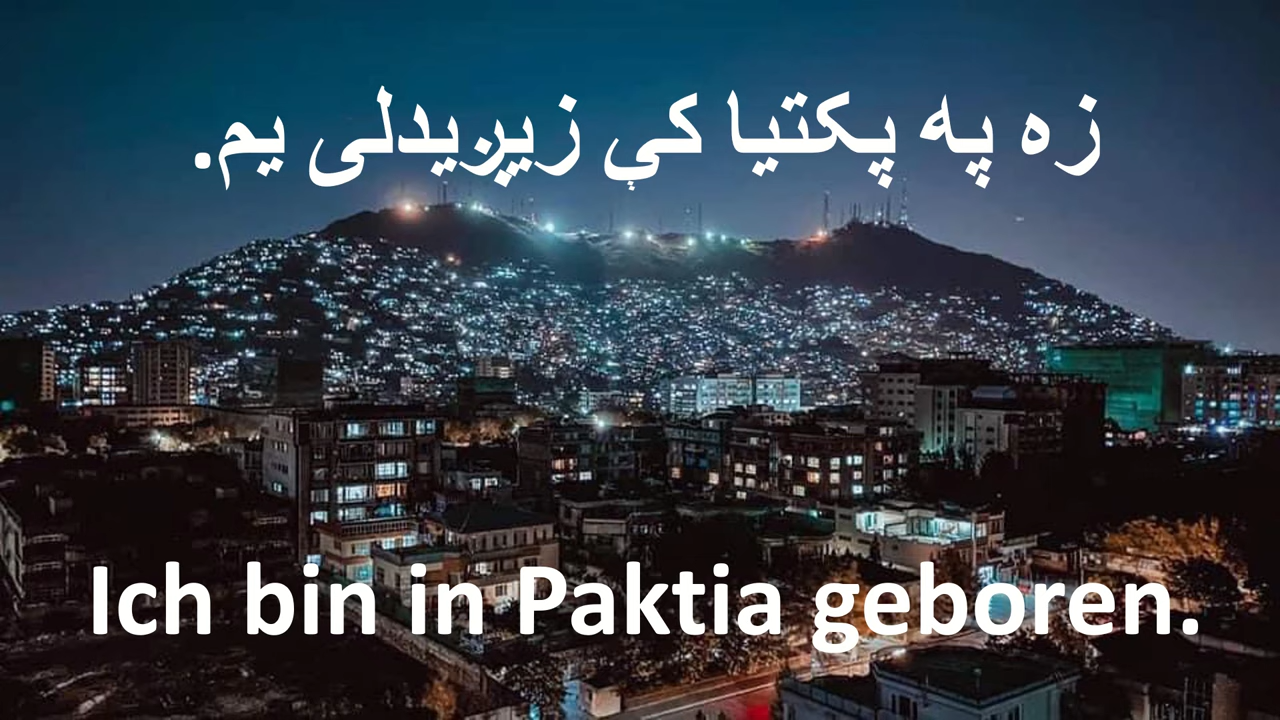 زه په پکتیا کې زیږیدلی یم.
Ich bin in Paktia geboren.